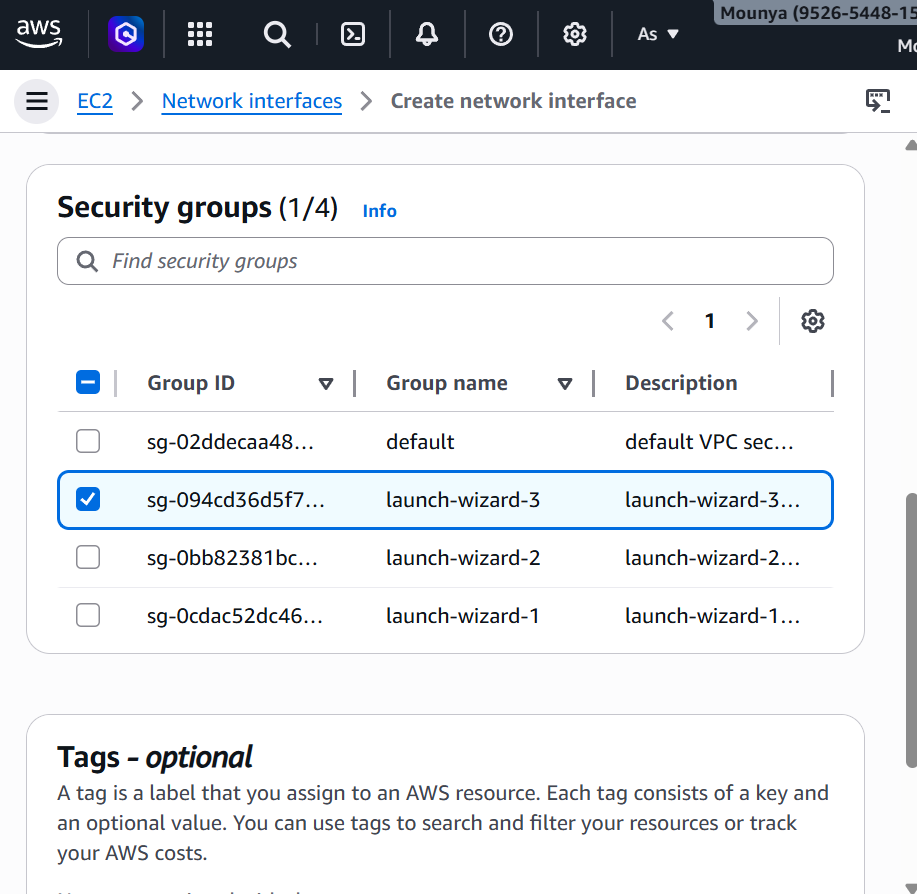 aws
As ▼
Mounya (9526-5448-15
EC2 > Network interfaces > Create network interface
Security groups (1/4) Info
Find security groups
1
Group ID Group name Description
sg-02ddecaa48... default default VPC sec...
sg-094cd36d5f7... launch-wizard-3 launch-wizard-3...
sg-0bb82381bc... launch-wizard-2 launch-wizard-2...
sg-0cdac52dc46... launch-wizard-1 launch-wizard-1...
Tags - optional
A tag is a label that you assign to an AWS resource. Each tag consists of a key and
an optional value. You can use tags to search and filter your resources or track
your AWS costs.